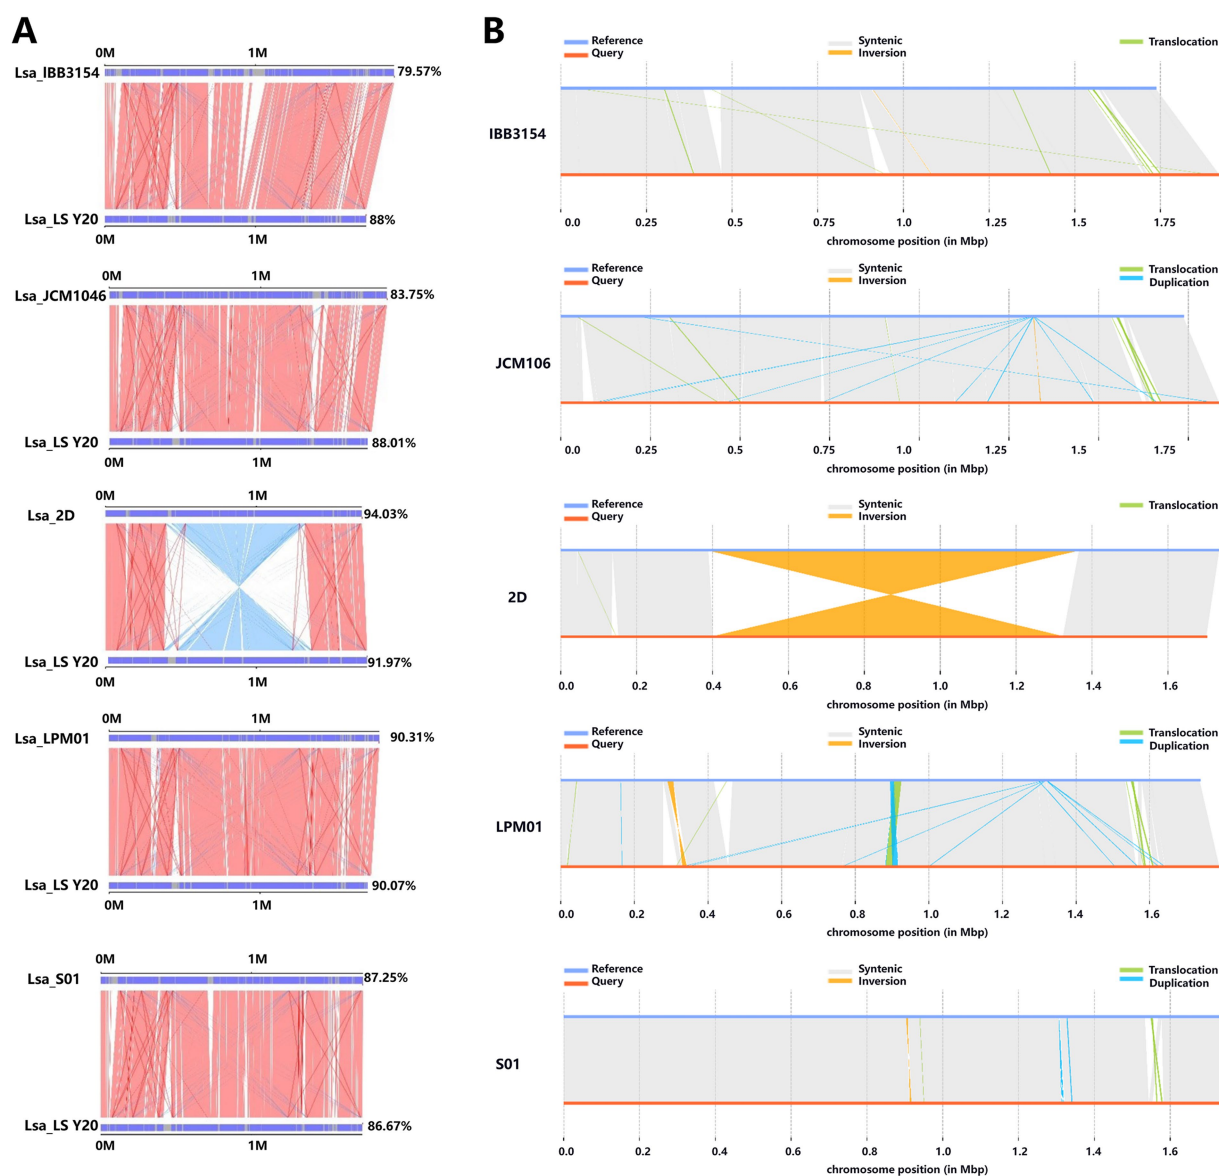 A
0M 1M
Lsa_IBB3154 79.57%
Lsa_LS Y20 88%
0M 1M
0M 1M
Lsa_JCM1046 83.75%
Lsa_LS Y20 88.01%
0M 1M
0M 1M
Lsa_2D 94.03%
Lsa_LS Y20 91.97%
0M 1M
0M 1M
Lsa_LPM01 90.31%
Lsa_LS Y20 90.07%
0M 1M
0M 1M
Lsa_S01 87.25%
Lsa_LS Y20 86.67%
0M 1M
B
Reference Syntenic Translocation
Query Inversion
IBB3154
0.0 0.25 0.5 0.75 1.0 1.25 1.5 1.75
chromosome position (in Mbp)
Reference Syntenic Translocation
Query Inversion Duplication
JCM106
0.0 0.25 0.5 0.75 1.0 1.25 1.5 1.75
chromosome position (in Mbp)
Reference Syntenic Translocation
Query Inversion
2D
0.0 0.2 0.4 0.6 0.8 1.0 1.2 1.4 1.6
chromosome position (in Mbp)
Reference Syntenic Translocation
Query Inversion Duplication
LPM01
0.0 0.2 0.4 0.6 0.8 1.0 1.2 1.4 1.6
chromosome position (in Mbp)
Reference Syntenic Translocation
Query Inversion Duplication
S01
0.0 0.2 0.4 0.6 0.8 1.0 1.2 1.4 1.6
chromosome position (in Mbp)